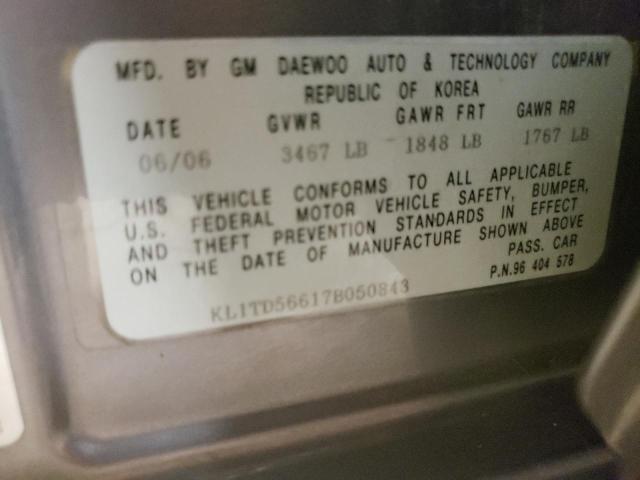 MFD. BY GM DAEWOO AUTO & TECHNOLOGY COMPANY
REPUBLIC OF KOREA
DATE GVWR GAWR FRT GAWR RR
06/06 3467 LB 1848 LB 1767 LB
THIS VEHICLE CONFORMS TO ALL APPLICABLE
U.S. FEDERAL MOTOR VEHICLE SAFETY, BUMPER,
AND THEFT PREVENTION STANDARDS IN EFFECT
ON THE DATE OF MANUFACTURE SHOWN ABOVE
PASS. CAR
P.N.96 404 578
KL1TD56617B050843